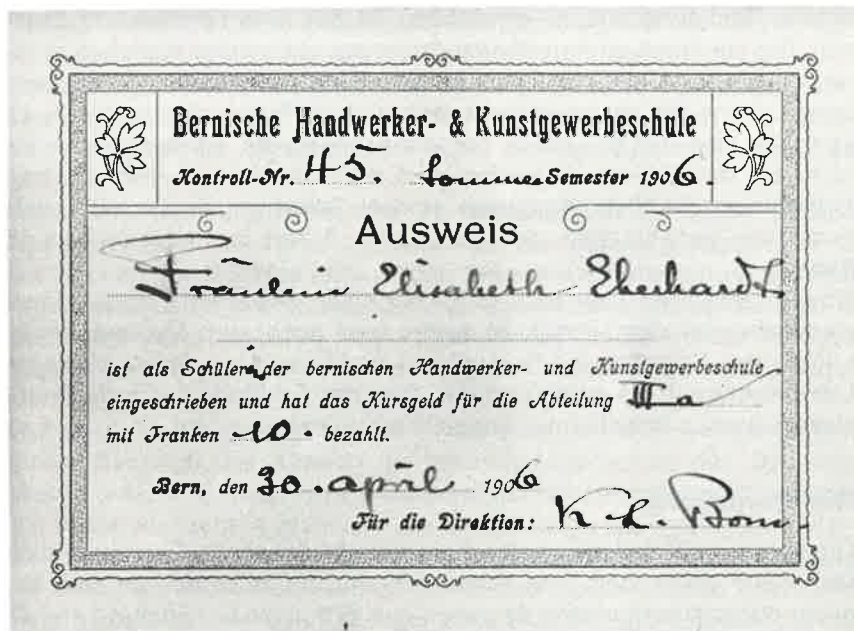 Bernische Handwerker- & Kunstgewerbeschule
Kontroll-Nr. 45. Sommer Semester 1906.
Ausweis
Fräulein Elisabeth Eberhardt
ist als Schülerin der bernischen Handwerker- und Kunstgewerbeschule
eingeschrieben und hat das Kursgeld für die Abteilung III a
mit Franken 10. bezahlt.
Bern, den 30. april 1906
Für die Direktion: